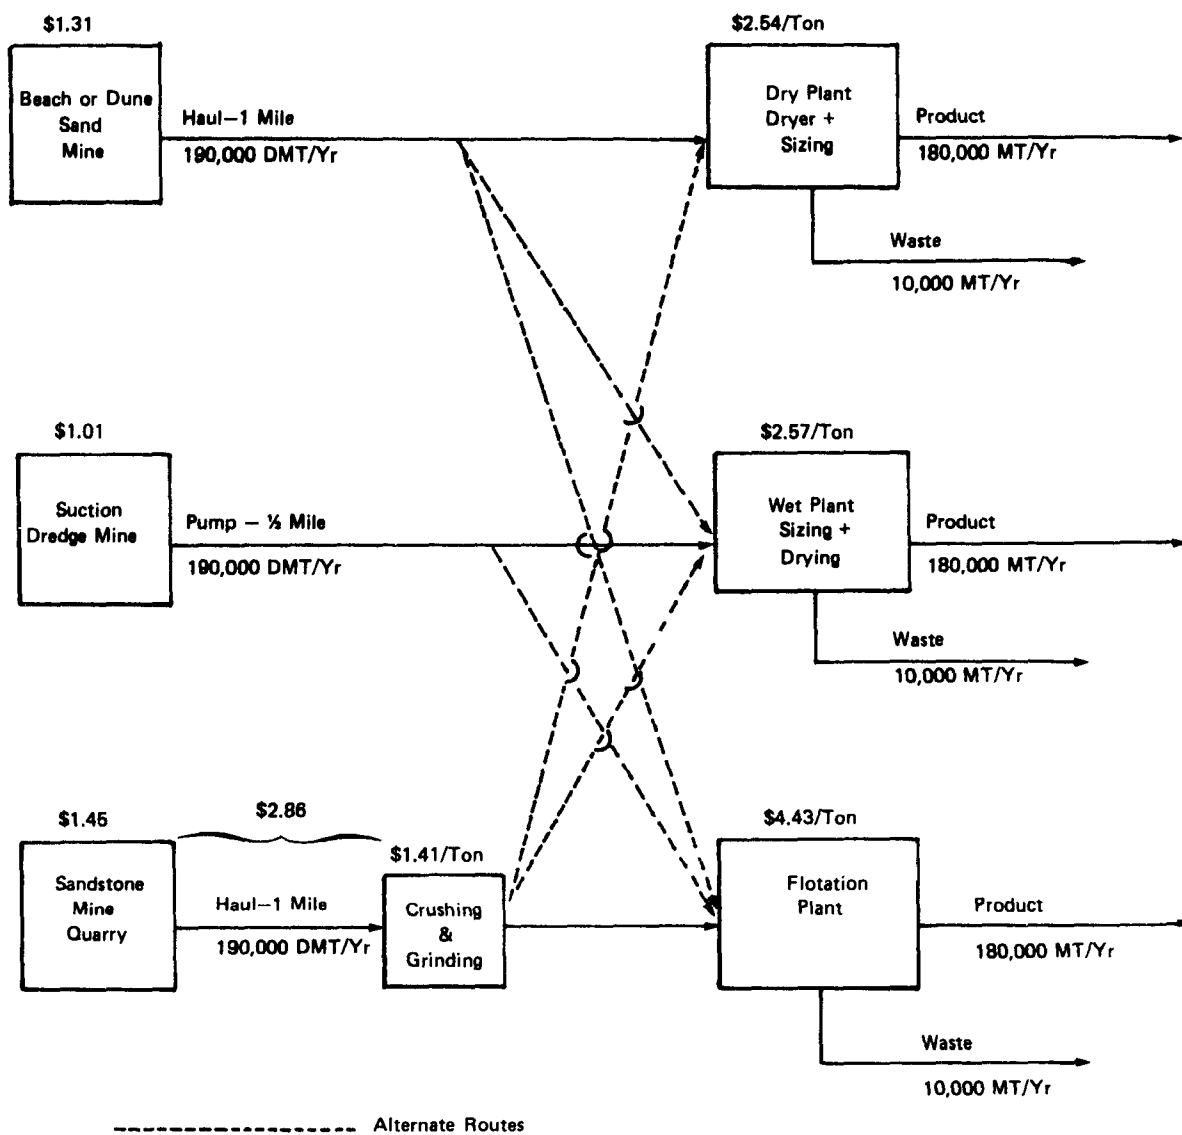 $1.31
$2.54/Ton
Beach or Dune
Sand
Mine
Haul—1 Mile
190,000 DMT/Yr
Dry Plant
Dryer +
Sizing
Product
180,000 MT/Yr
Waste
10,000 MT/Yr
$1.01
$2.57/Ton
Suction
Dredge Mine
Pump — ½ Mile
190,000 DMT/Yr
Wet Plant
Sizing +
Drying
Product
180,000 MT/Yr
Waste
10,000 MT/Yr
$1.45
$2.86
$1.41/Ton
$4.43/Ton
Sandstone
Mine
Quarry
Haul—1 Mile
190,000 DMT/Yr
Crushing
&
Grinding
Flotation
Plant
Product
180,000 MT/Yr
Waste
10,000 MT/Yr
Alternate Routes